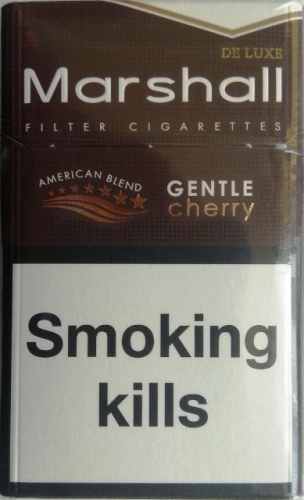 DE LUXE
Marshall
FILTER CIGARETTES
AMERICAN BLEND
GENTLE
cherry
Smoking
kills